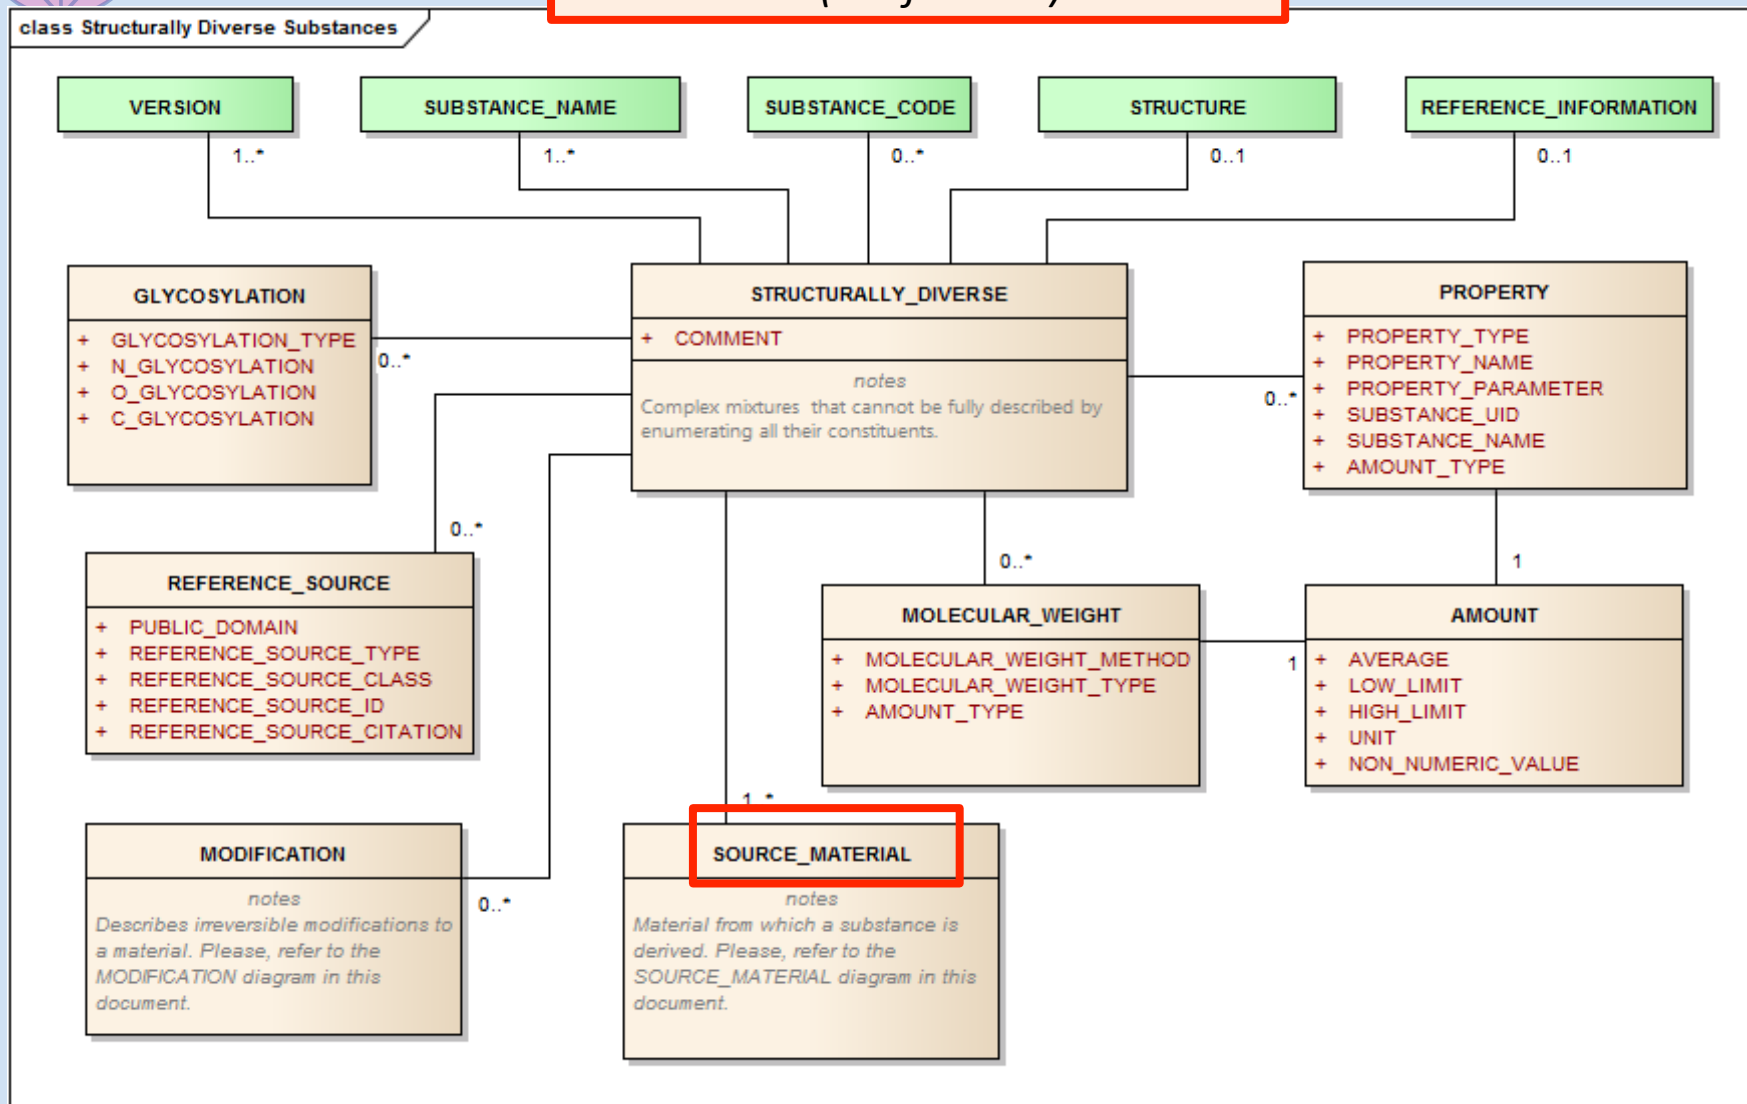 class Structurally Diverse Substances
VERSION
SUBSTANCE_NAME
SUBSTANCE_CODE
STRUCTURE
REFERENCE_INFORMATION
1..*
1..*
0..*
0..1
0..1
GLYCOSYLATION
+ GLYCOSYLATION_TYPE
+ N_GLYCOSYLATION
+ O_GLYCOSYLATION
+ C_GLYCOSYLATION
0..*
STRUCTURALLY_DIVERSE
+ COMMENT
notes
Complex mixtures that cannot be fully described by
enumerating all their constituents.
PROPERTY
+ PROPERTY_TYPE
+ PROPERTY_NAME
+ PROPERTY_PARAMETER
+ SUBSTANCE_UID
+ SUBSTANCE_NAME
+ AMOUNT_TYPE
0..*
0..*
REFERENCE_SOURCE
+ PUBLIC_DOMAIN
+ REFERENCE_SOURCE_TYPE
+ REFERENCE_SOURCE_CLASS
+ REFERENCE_SOURCE_ID
+ REFERENCE_SOURCE_CITATION
0..*
MOLECULAR_WEIGHT
+ MOLECULAR_WEIGHT_METHOD
+ MOLECULAR_WEIGHT_TYPE
+ AMOUNT_TYPE
1
1
AMOUNT
+ AVERAGE
+ LOW_LIMIT
+ HIGH_LIMIT
+ UNIT
+ NON_NUMERIC_VALUE
MODIFICATION
notes
Describes irreversible modifications to
a material. Please, refer to the
MODIFICATION diagram in this
document.
0..*
1..*
SOURCE_MATERIAL
notes
Material from which a substance is
derived. Please, refer to the
SOURCE_MATERIAL diagram in this
document.